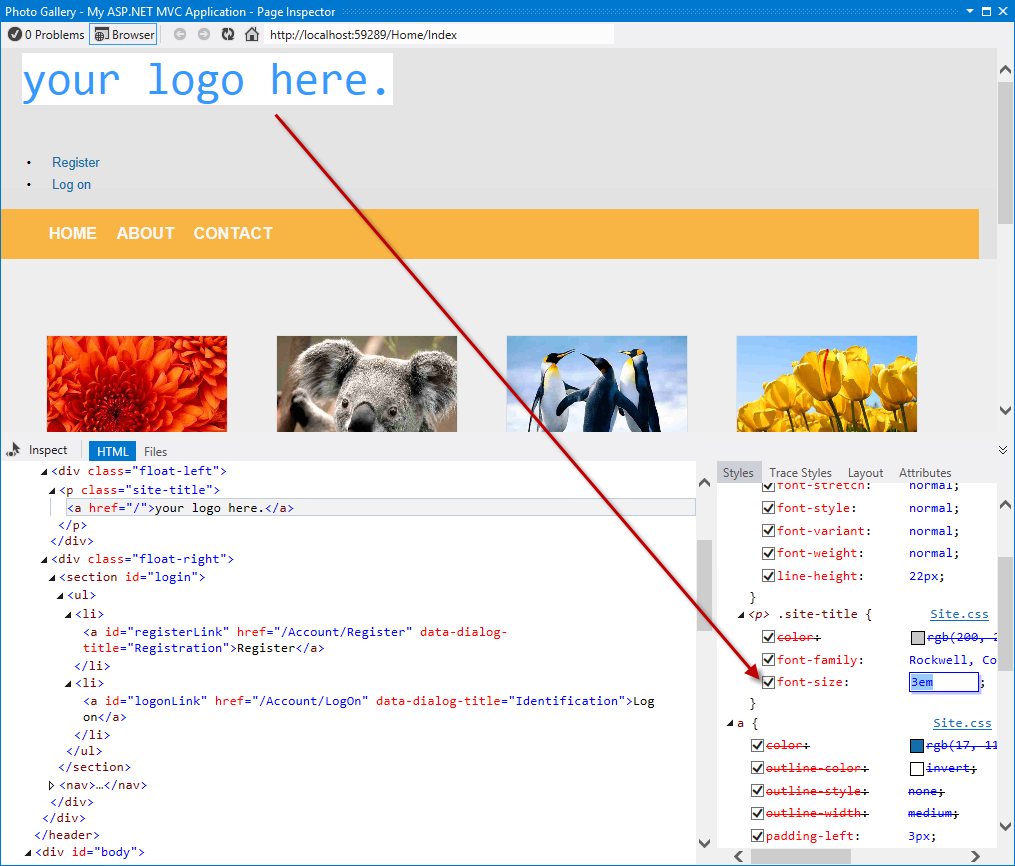 Photo Gallery - My ASP.NET MVC Application - Page Inspector
0 Problems Browser http://localhost:59289/Home/Index
your logo here.
• Register
• Log on
HOME ABOUT CONTACT
Inspect HTML Files
<div class="float-left">
<p class="site-title">
<a href="/">your logo here.</a>
</p>
</div>
<div class="float-right">
<section id="login">
<ul>
<li>
<a id="registerLink" href="/Account/Register" data-dialog-
title="Registration">Register</a>
</li>
<li>
<a id="logonLink" href="/Account/LogOn" data-dialog-title="Identification">Log
on</a>
</li>
</ul>
</section>
<nav>…</nav>
</div>
</div>
</header>
<div id="body">
Styles Trace Styles Layout Attributes
font-stretch: normal;
font-style: normal;
font-variant: normal;
font-weight: normal;
line-height: 22px;
}
<p> .site-title { Site.css
color: rgb(200, 2
font-family: Rockwell, Co
font-size: 3em ;
}
a { Site.css
color: rgb(17, 11
outline-color: invert;
outline-style: none;
outline-width: medium;
padding-left: 3px;